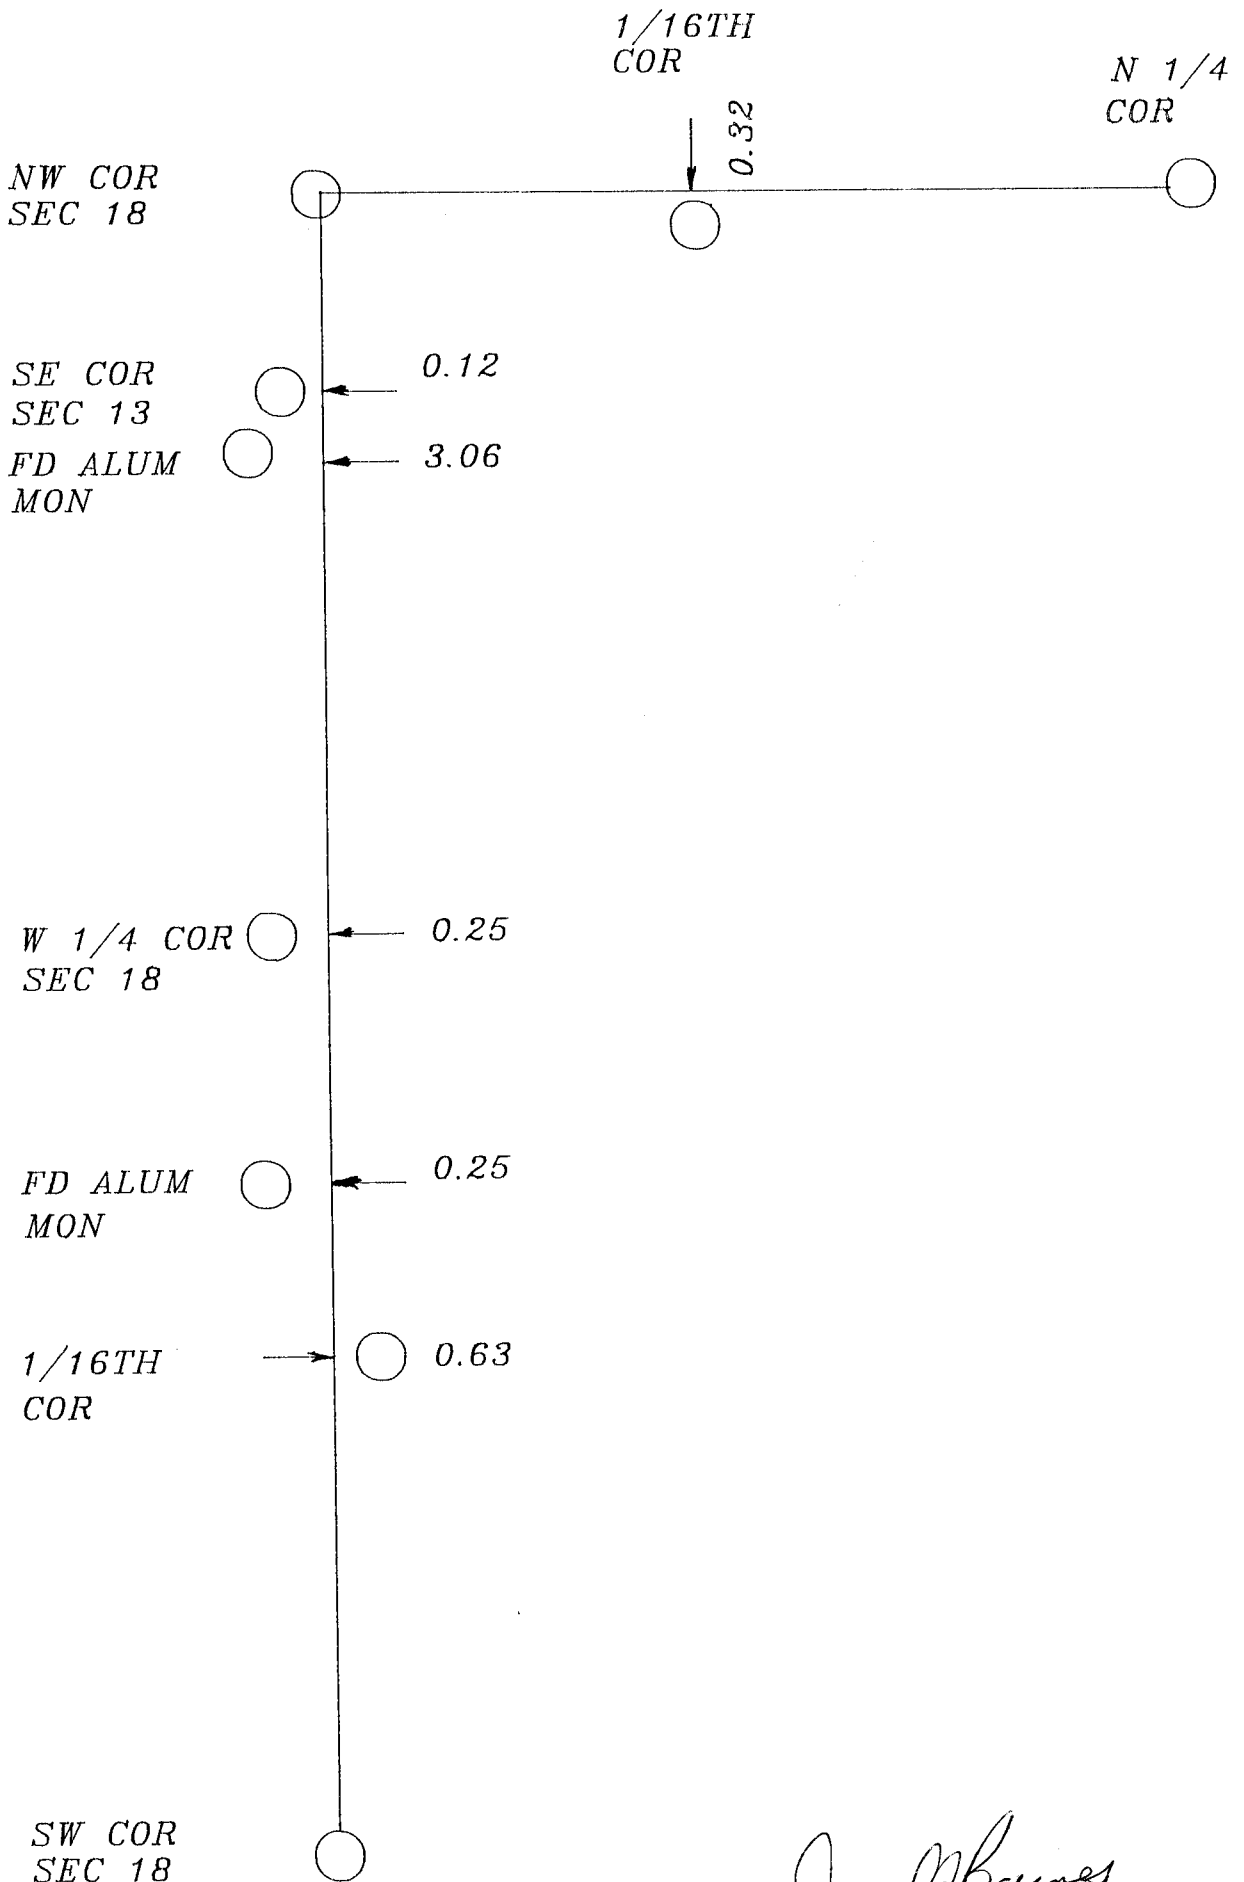 1/16TH
COR
N 1/4
COR
0.32
NW COR
SEC 18
SE COR
SEC 13
0.12
FD ALUM
MON
3.06
W 1/4 COR
SEC 18
0.25
FD ALUM
MON
0.25
1/16TH
COR
0.63
SW COR
SEC 18